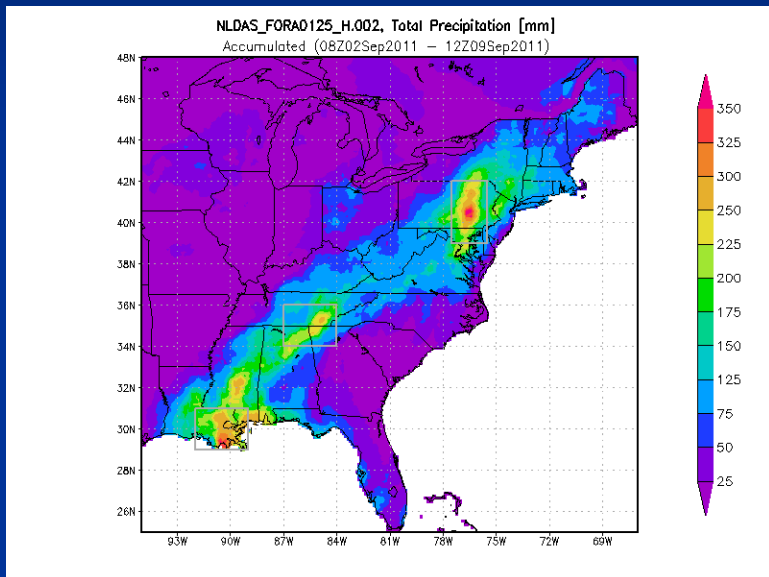 NLDAS_FORA0125_H.002, Total Precipitation [mm]
Accumulated (08Z02Sep2011 – 12Z09Sep2011)
48N
46N
44N
42N
40N
38N
36N
34N
32N
30N
28N
26N
93W 90W 87W 84W 81W 78W 75W 72W 69W
350
325
300
250
225
200
175
150
125
75
50
25